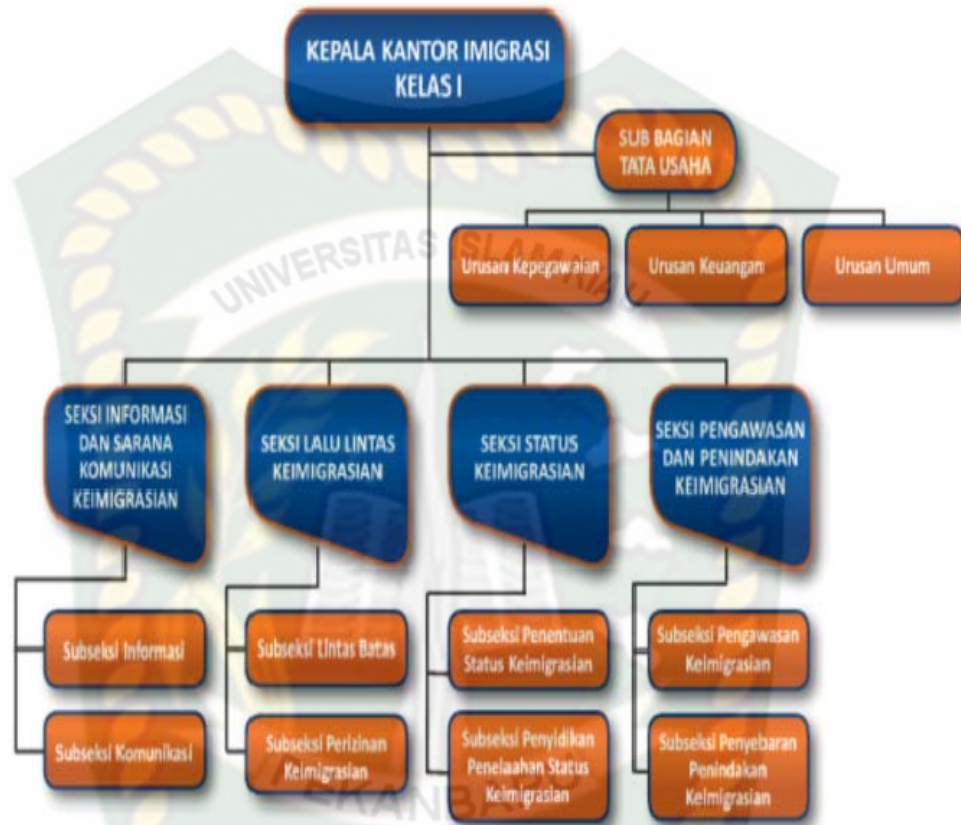 KEPALA KANTOR IMIGRASI
KELAS I
SUB BAGIAN
TATA USAHA
Urusan Kepegawaian
Urusan Keuangan
Urusan Umum
UNIVERSITAS ISLAM RIAU
SEKSI INFORMASI
DAN SARANA
KOMUNIKASI
KEIMIGRASIAN
SEKSI LALU LINTAS
KEIMIGRASIAN
SEKSI STATUS
KEIMIGRASIAN
SEKSI PENGAWASAN
DAN PENINDAKAN
KEIMIGRASIAN
Subseksi Informasi
Subseksi Komunikasi
Subseksi Lintas Batas
Subseksi Perizinan
Keimigrasian
Subseksi Penentuan
Status Keimigrasian
Subseksi Penyidikan
Penelaahan Status
Keimigrasian
Subseksi Pengawasan
Keimigrasian
Subseksi Penyebaran
Penindakan
Keimigrasian
PEKANBARU